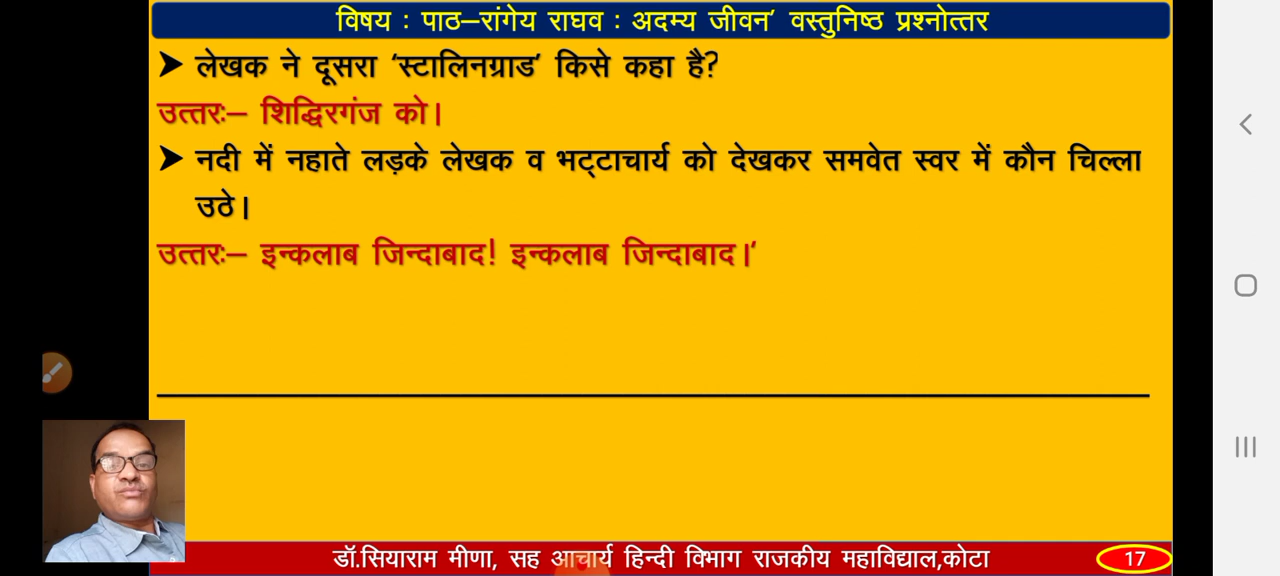 विषय : पाठ–रांगेय राघव : अदम्य जीवन’ वस्तुनिष्ठ प्रश्नोत्तर
➤ लेखक ने दूसरा ‘स्टालिनग्राड’ किसे कहा है?
उत्तरः– शिद्धिरगंज को।
➤ नदी में नहाते लड़के लेखक व भट्टाचार्य को देखकर समवेत स्वर में कौन चिल्ला
उठे।
उत्तरः– इन्कलाब जिन्दाबाद! इन्कलाब जिन्दाबाद।’
डॉ.सियाराम मीणा, सह आचार्य हिन्दी विभाग राजकीय महाविद्याल,कोटा
17